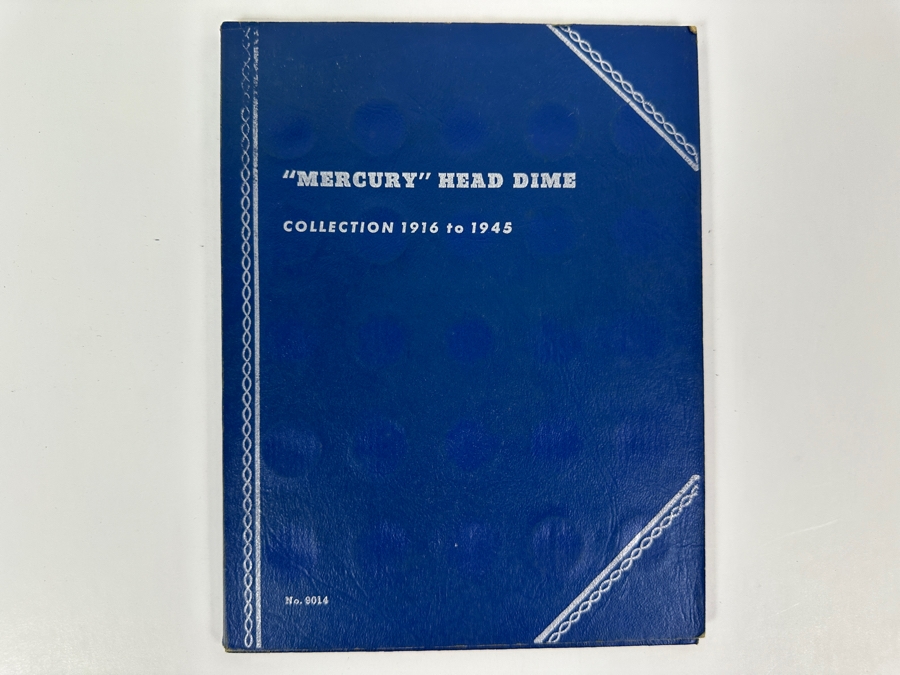 “MERCURY” HEAD DIME
COLLECTION 1916 to 1945
No. 9014